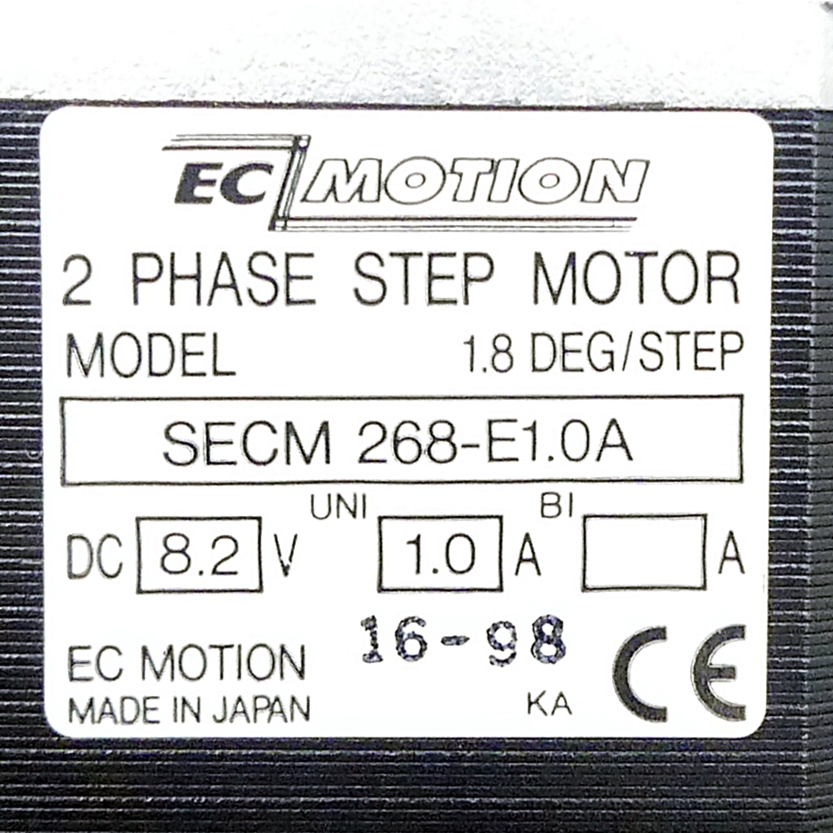 EC MOTION
2 PHASE STEP MOTOR
MODEL 1.8 DEG/STEP
SECM 268-E1.0A
UNI BI
DC 8.2 V 1.0 A A
16-98
EC MOTION
MADE IN JAPAN KA CE